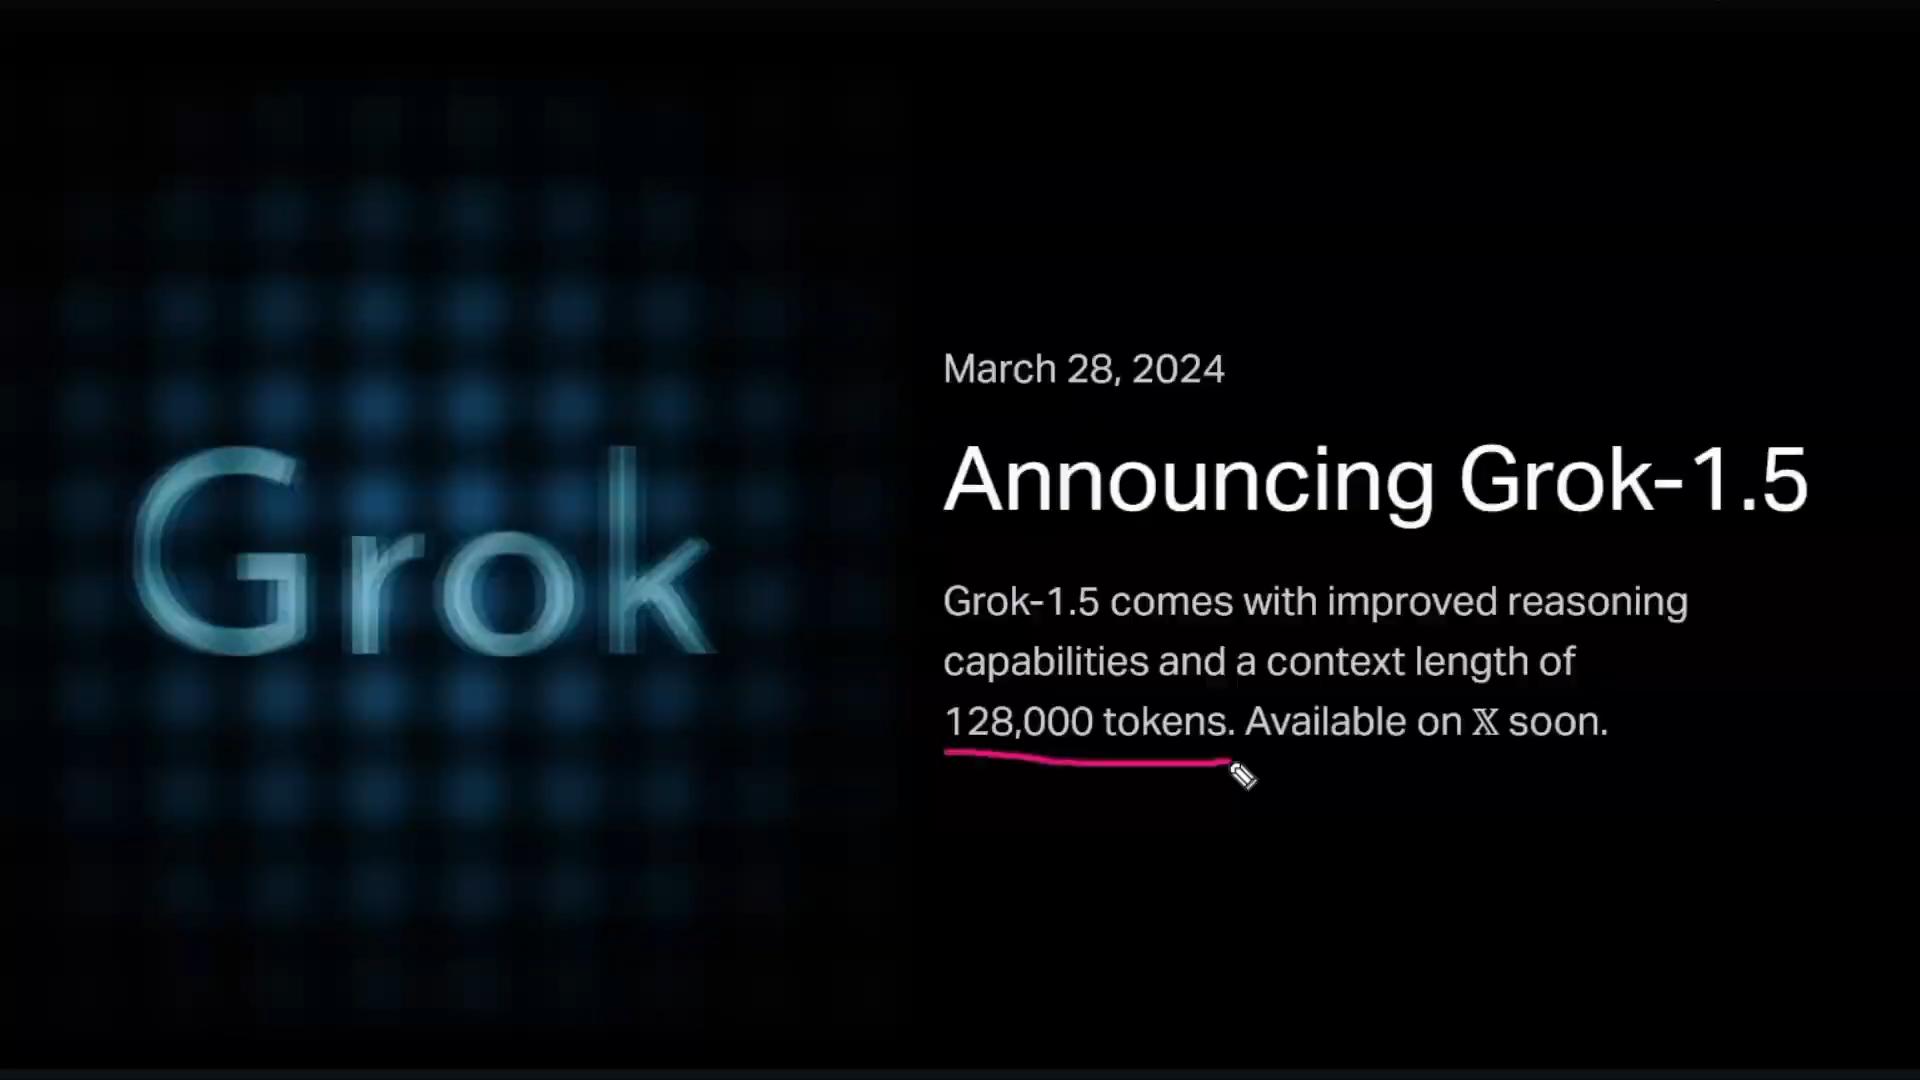 Grok
March 28, 2024
Announcing Grok-1.5
Grok-1.5 comes with improved reasoning
capabilities and a context length of
128,000 tokens. Available on 𝕏 soon.